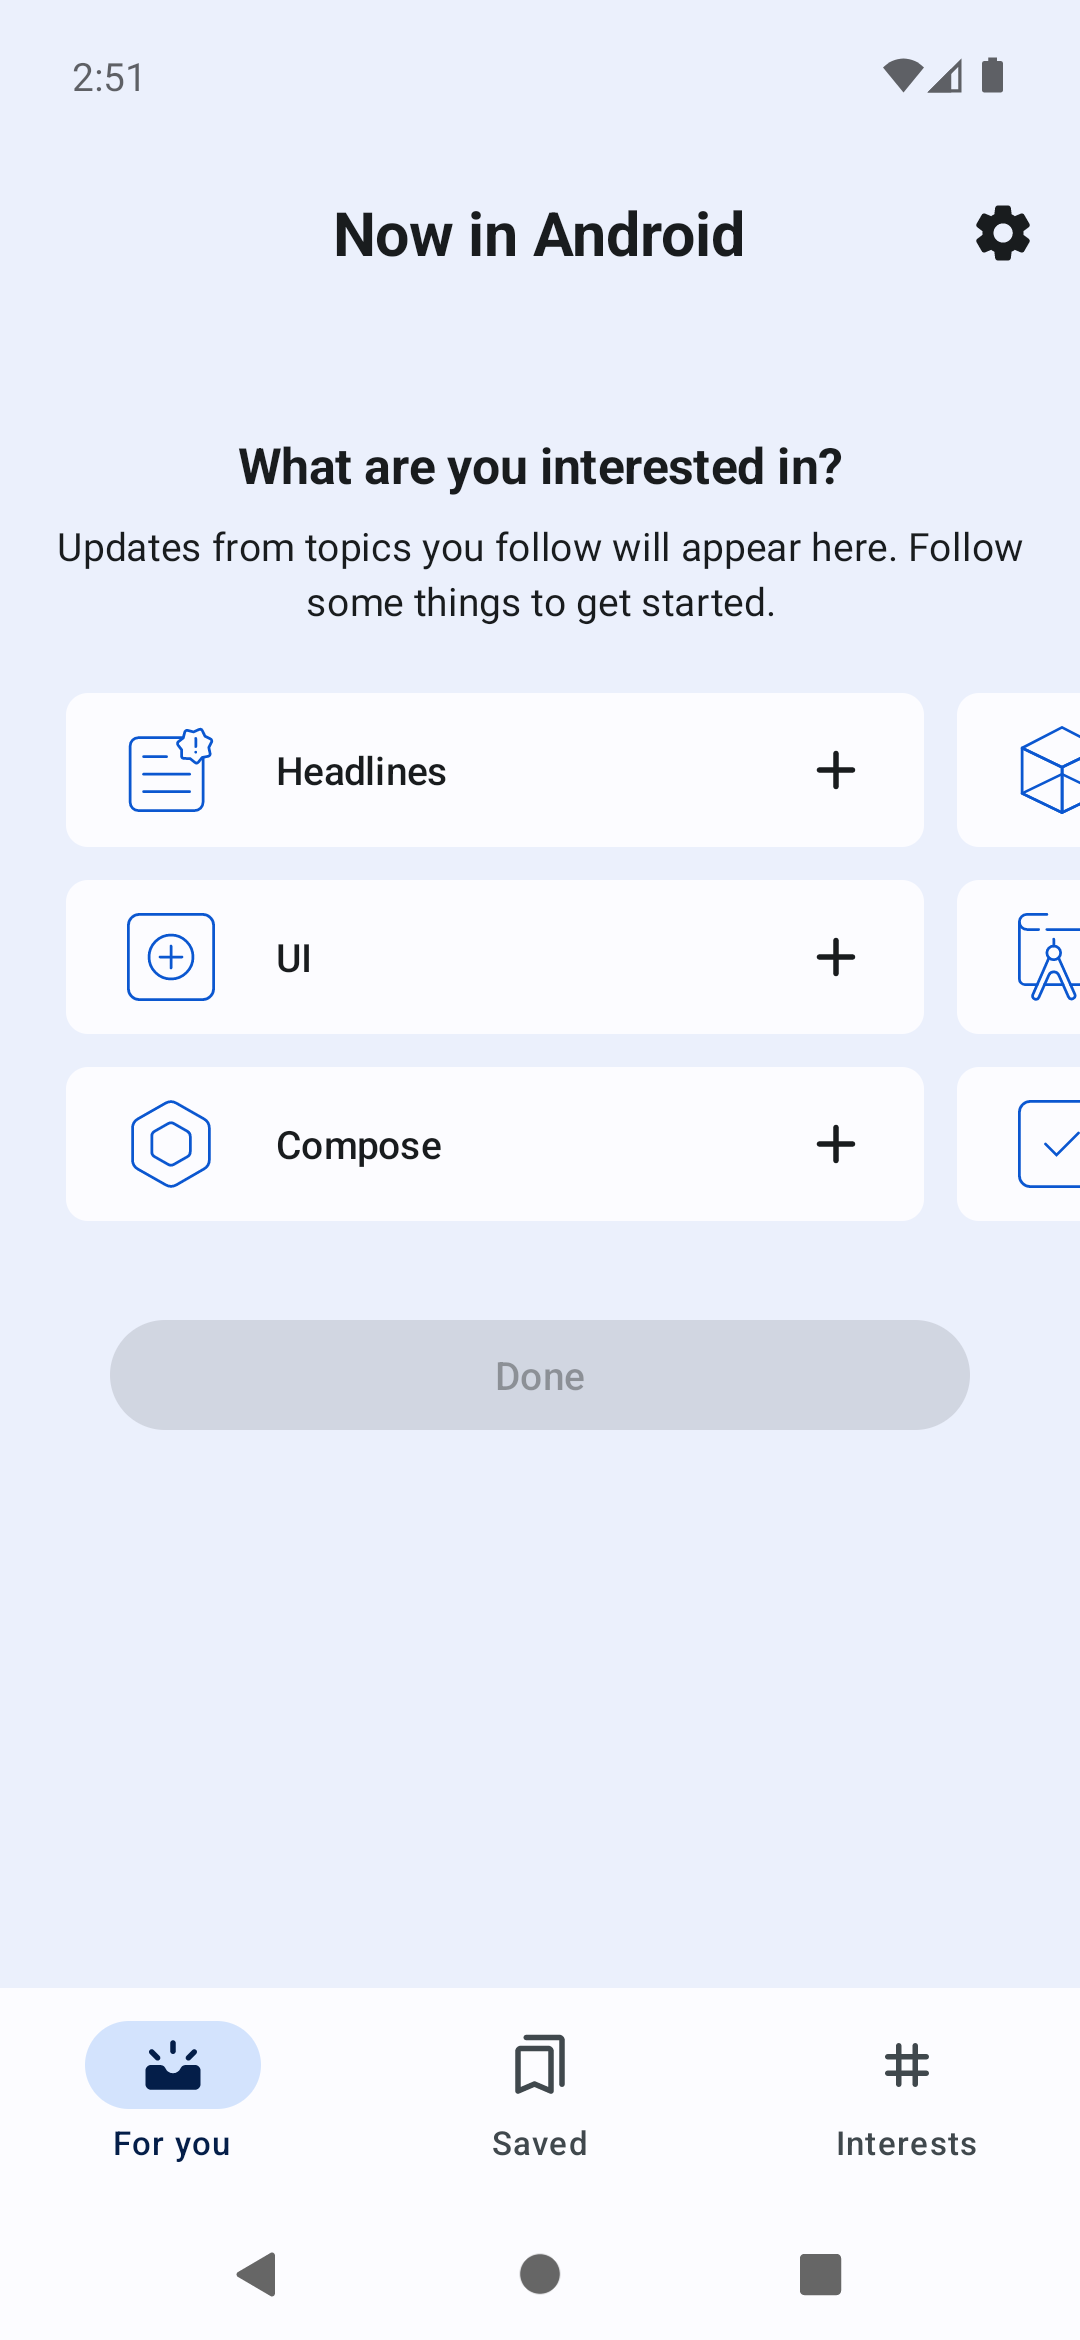 2:51
Now in Android
What are you interested in?
Updates from topics you follow will appear here. Follow
some things to get started.
Headlines
UI
Compose
Done
For you
Saved
Interests